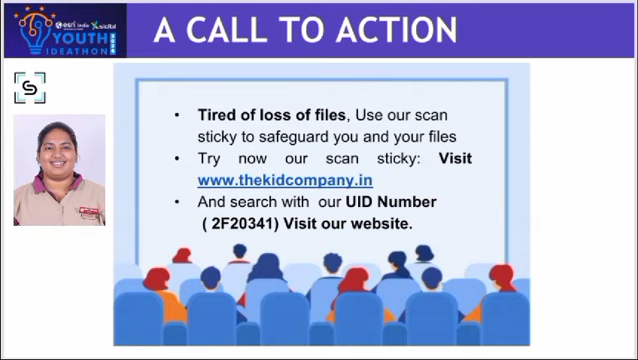 esri India
YOUTH
IDEATHON
A CALL TO ACTION
• Tired of loss of files, Use our scan
sticky to safeguard you and your files
• Try now our scan sticky: Visit
www.thekidcompany.in
• And search with our UID Number
( 2F20341) Visit our website.